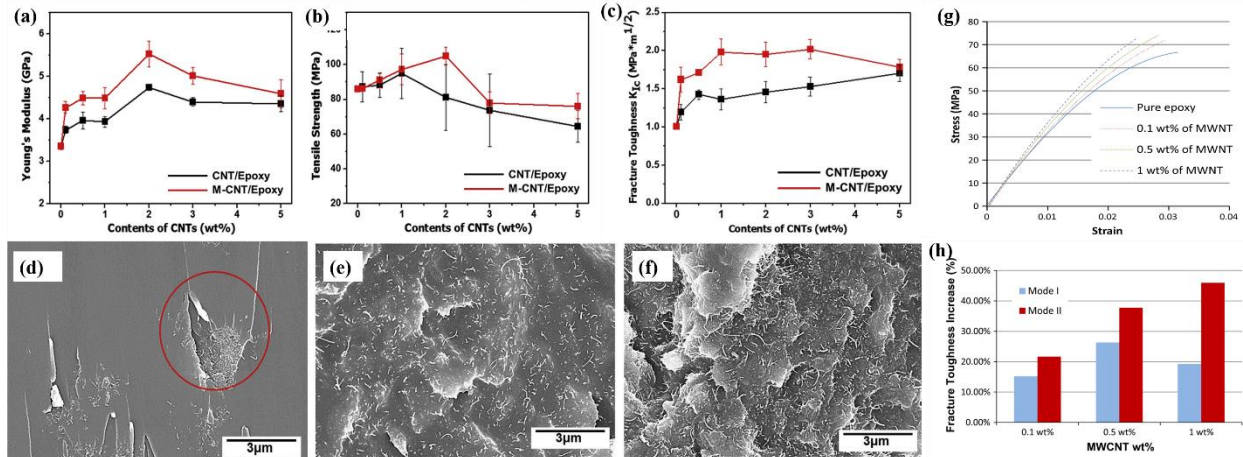 (a)
Young's Modulus (GPa)
6
5
4
3
2
0 1 2 3 4 5
CNT/Epoxy
M-CNT/Epoxy
Contents of CNTs (wt%)
(b)
Tensile Strength (MPa)
120
100
80
60
40
0 1 2 3 4 5
CNT/Epoxy
M-CNT/Epoxy
Contents of CNTs (wt%)
(c)
Fracture Toughness KIc (MPa*m1/2)
2.5
2.0
1.5
1.0
0.5
0.0
0 1 2 3 4 5
CNT/Epoxy
M-CNT/Epoxy
Contents of CNTs (wt%)
(g)
Stress (MPa)
80
70
60
50
40
30
20
10
0
Pure epoxy
0.1 wt% of MWNT
0.5 wt% of MWNT
1 wt% of MWNT
0 0.01 0.02 0.03 0.04
Strain
(d)
3μm
(e)
3μm
(f)
3μm
(h)
Fracture Toughness Increase (%)
50.00%
40.00%
30.00%
20.00%
10.00%
0.00%
Mode I
Mode II
0.1 wt% 0.5 wt% 1 wt%
MWCNT wt%